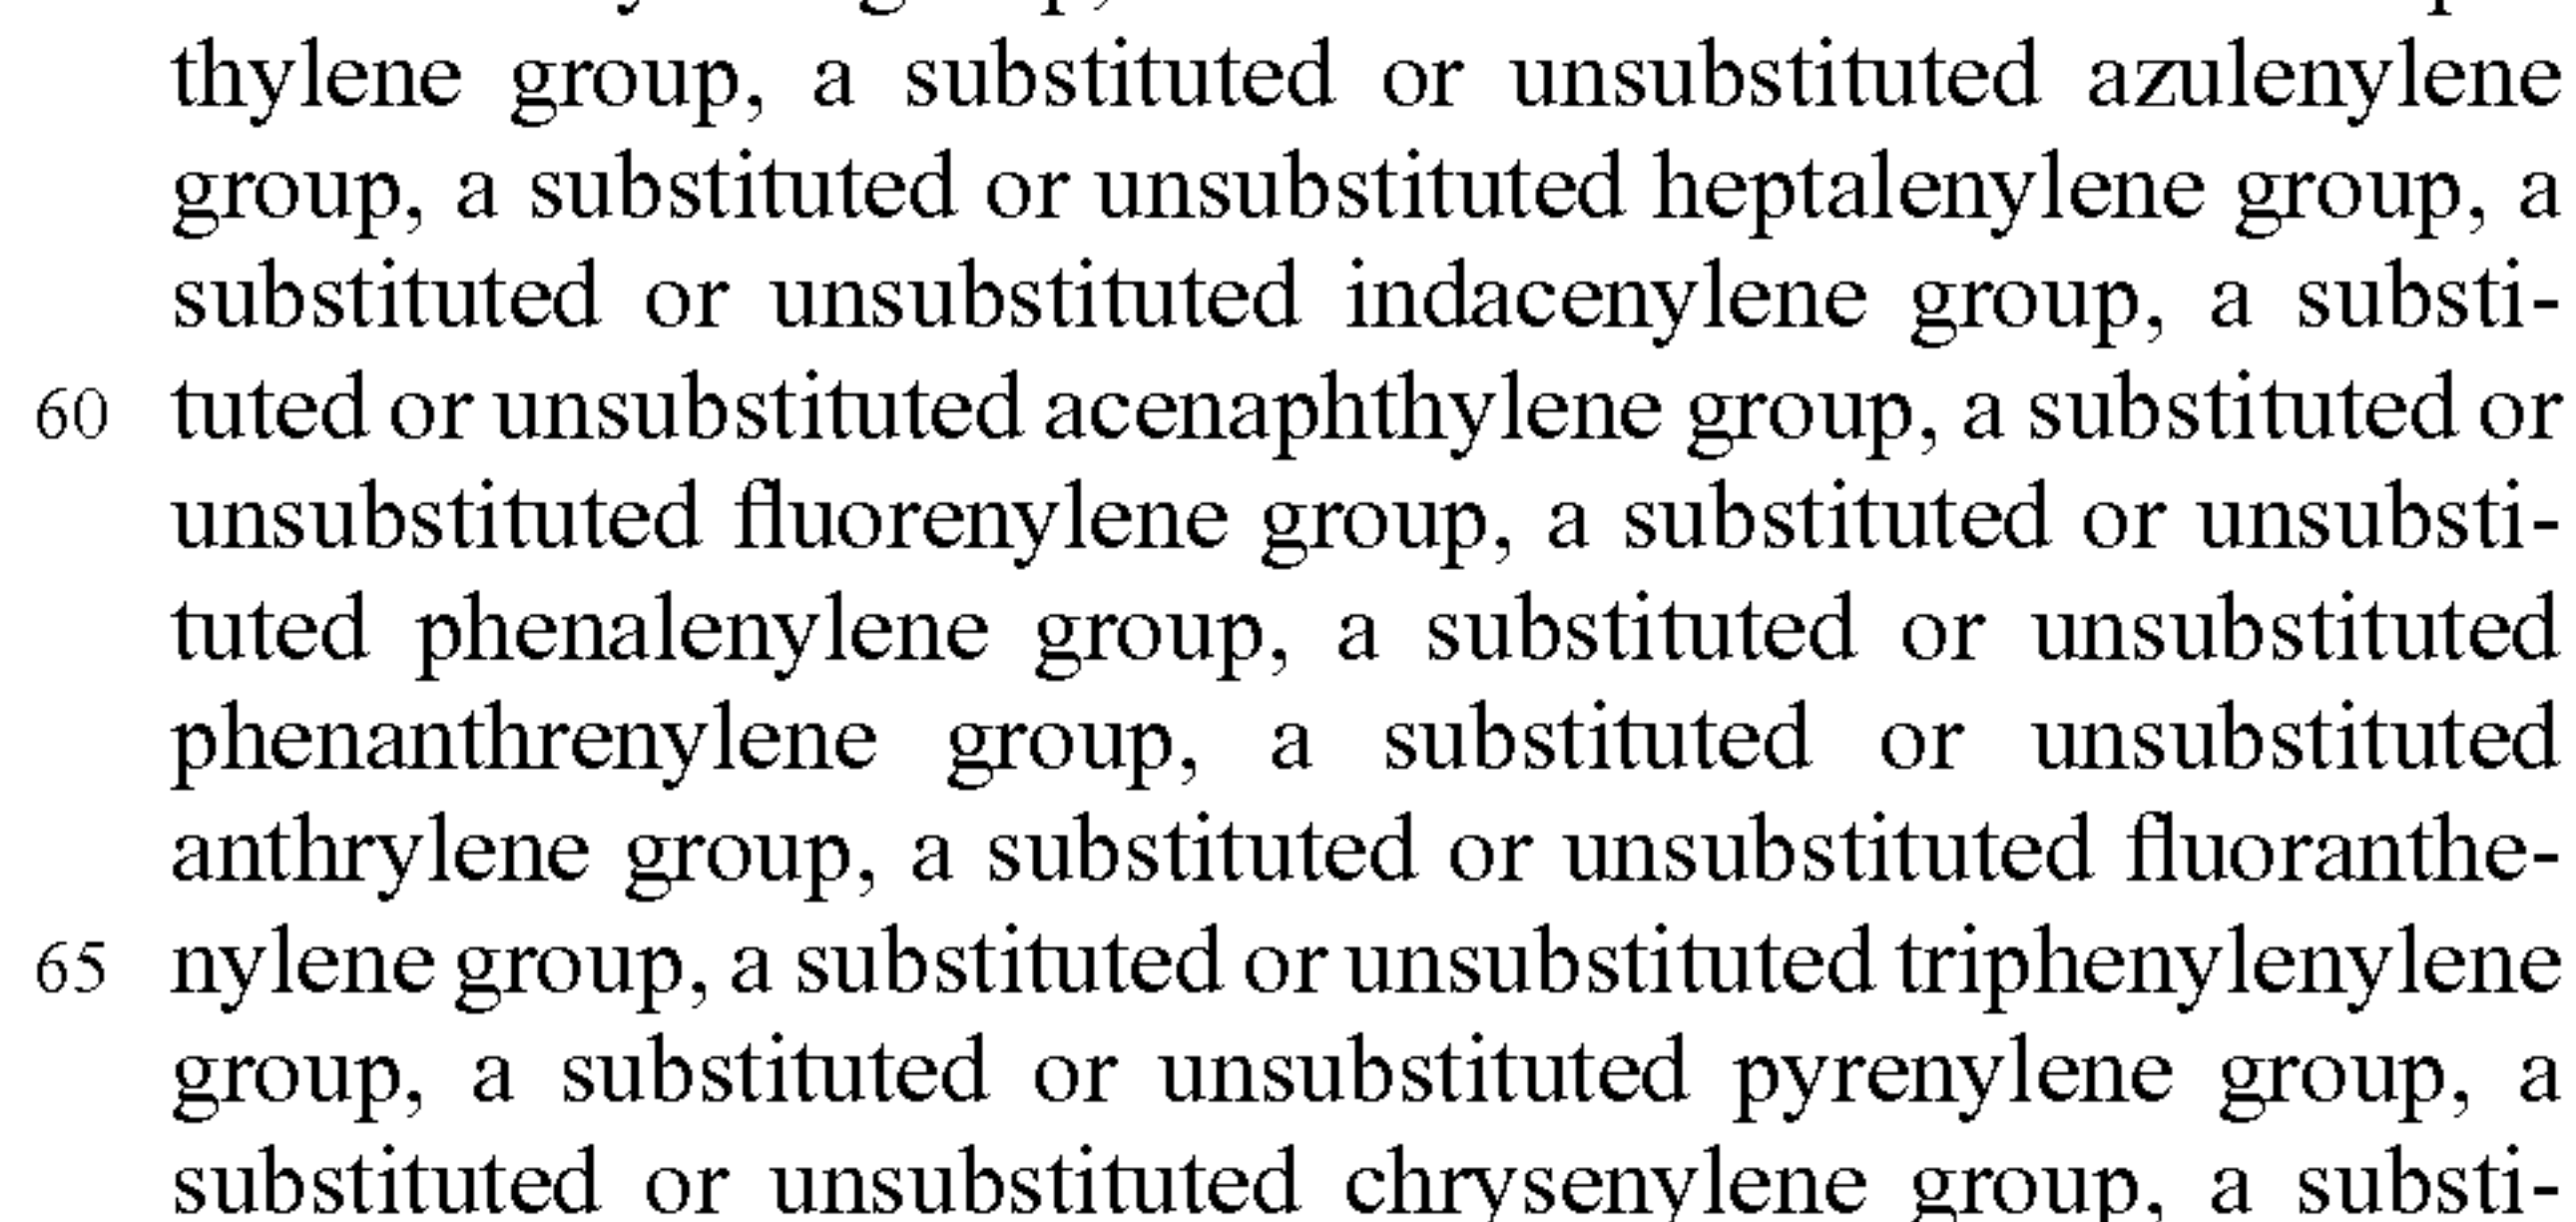 thylene group, a substituted or unsubstituted azulenylene
group, a substituted or unsubstituted heptalenylene group, a
substituted or unsubstituted indacenylene group, a substi-
60 tuted or unsubstituted acenaphthylene group, a substituted or
unsubstituted fluorenylene group, a substituted or unsubsti-
tuted phenalenylene group, a substituted or unsubstituted
phenanthrenylene group, a substituted or unsubstituted
anthrylene group, a substituted or unsubstituted fluoranthe-
65 nylene group, a substituted or unsubstituted triphenylenylene
group, a substituted or unsubstituted pyrenylene group, a
substituted or unsubstituted chrysenylene group, a substi-